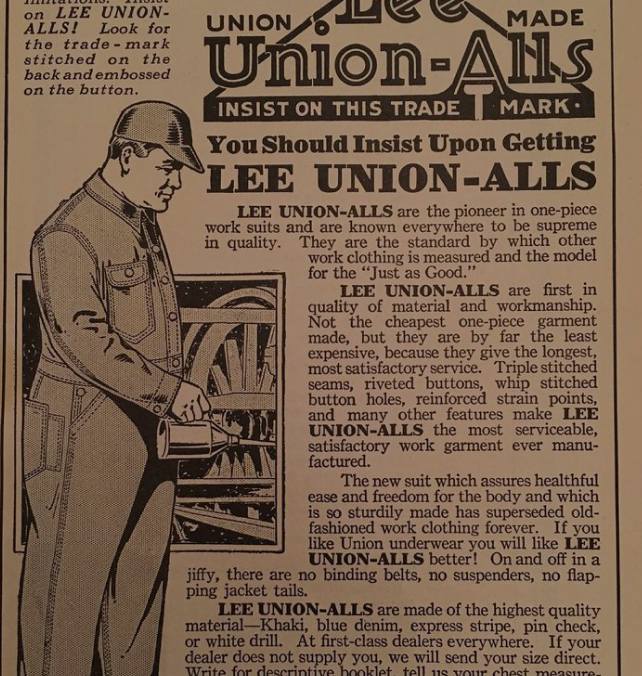 on LEE UNION-
ALLS! Look for
the trade-mark
stitched on the
back and embossed
on the button.
Lee
UNION MADE
Union-Alls
INSIST ON THIS TRADE MARK.
You Should Insist Upon Getting
LEE UNION-ALLS
LEE UNION-ALLS are the pioneer in one-piece
work suits and are known everywhere to be supreme
in quality. They are the standard by which other
work clothing is measured and the model
for the "Just as Good."
LEE UNION-ALLS are first in
quality of material and workmanship.
Not the cheapest one-piece garment
made, but they are by far the least
expensive, because they give the longest,
most satisfactory service. Triple stitched
seams, riveted buttons, whip stitched
button holes, reinforced strain points,
and many other features make LEE
UNION-ALLS the most serviceable,
satisfactory work garment ever manu-
factured.
The new suit which assures healthful
ease and freedom for the body and which
is so sturdily made has superseded old-
fashioned work clothing forever. If you
like Union underwear you will like LEE
UNION-ALLS better! On and off in a
jiffy, there are no binding belts, no suspenders, no flap-
ping jacket tails.
LEE UNION-ALLS are made of the highest quality
material—Khaki, blue denim, express stripe, pin check,
or white drill. At first-class dealers everywhere. If your
dealer does not supply you, we will send your size direct.
Write for descriptive booklet, tell us your chest measure-